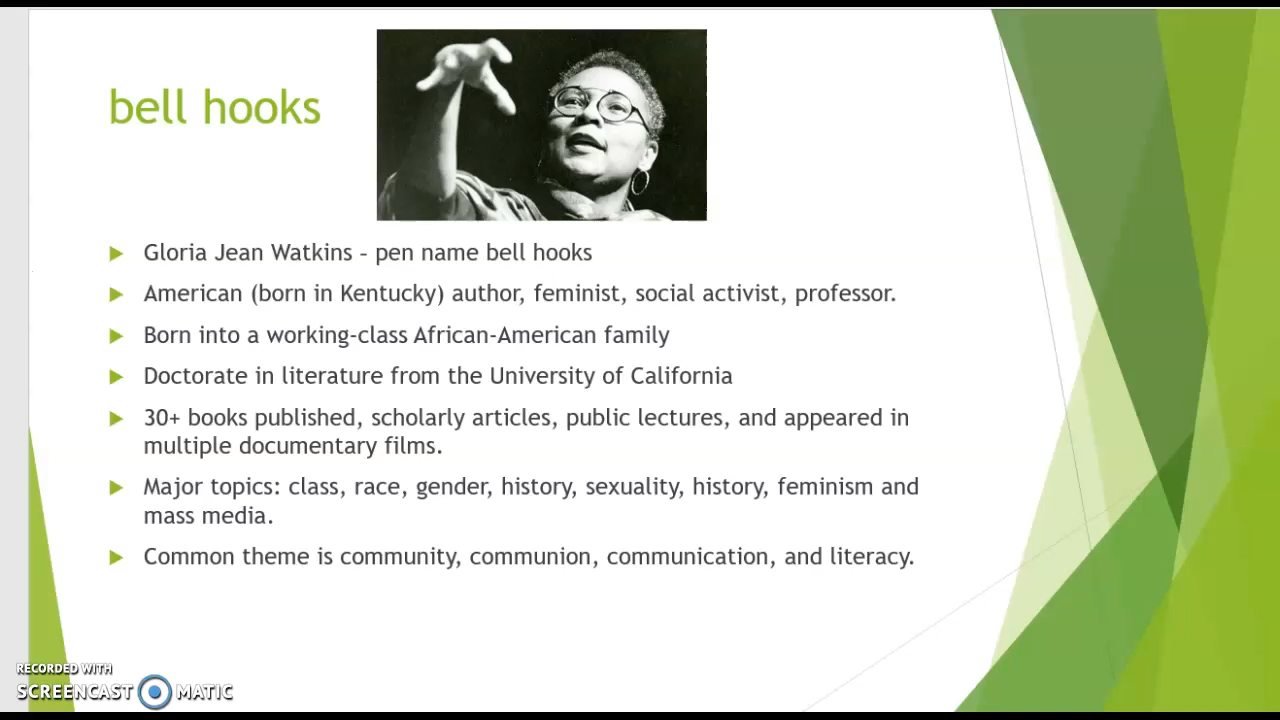 bell hooks
Gloria Jean Watkins – pen name bell hooks
American (born in Kentucky) author, feminist, social activist, professor.
Born into a working-class African-American family
Doctorate in literature from the University of California
30+ books published, scholarly articles, public lectures, and appeared in
multiple documentary films.
Major topics: class, race, gender, history, sexuality, history, feminism and
mass media.
Common theme is community, communion, communication, and literacy.
RECORDED WITH
SCREENCAST MATIC